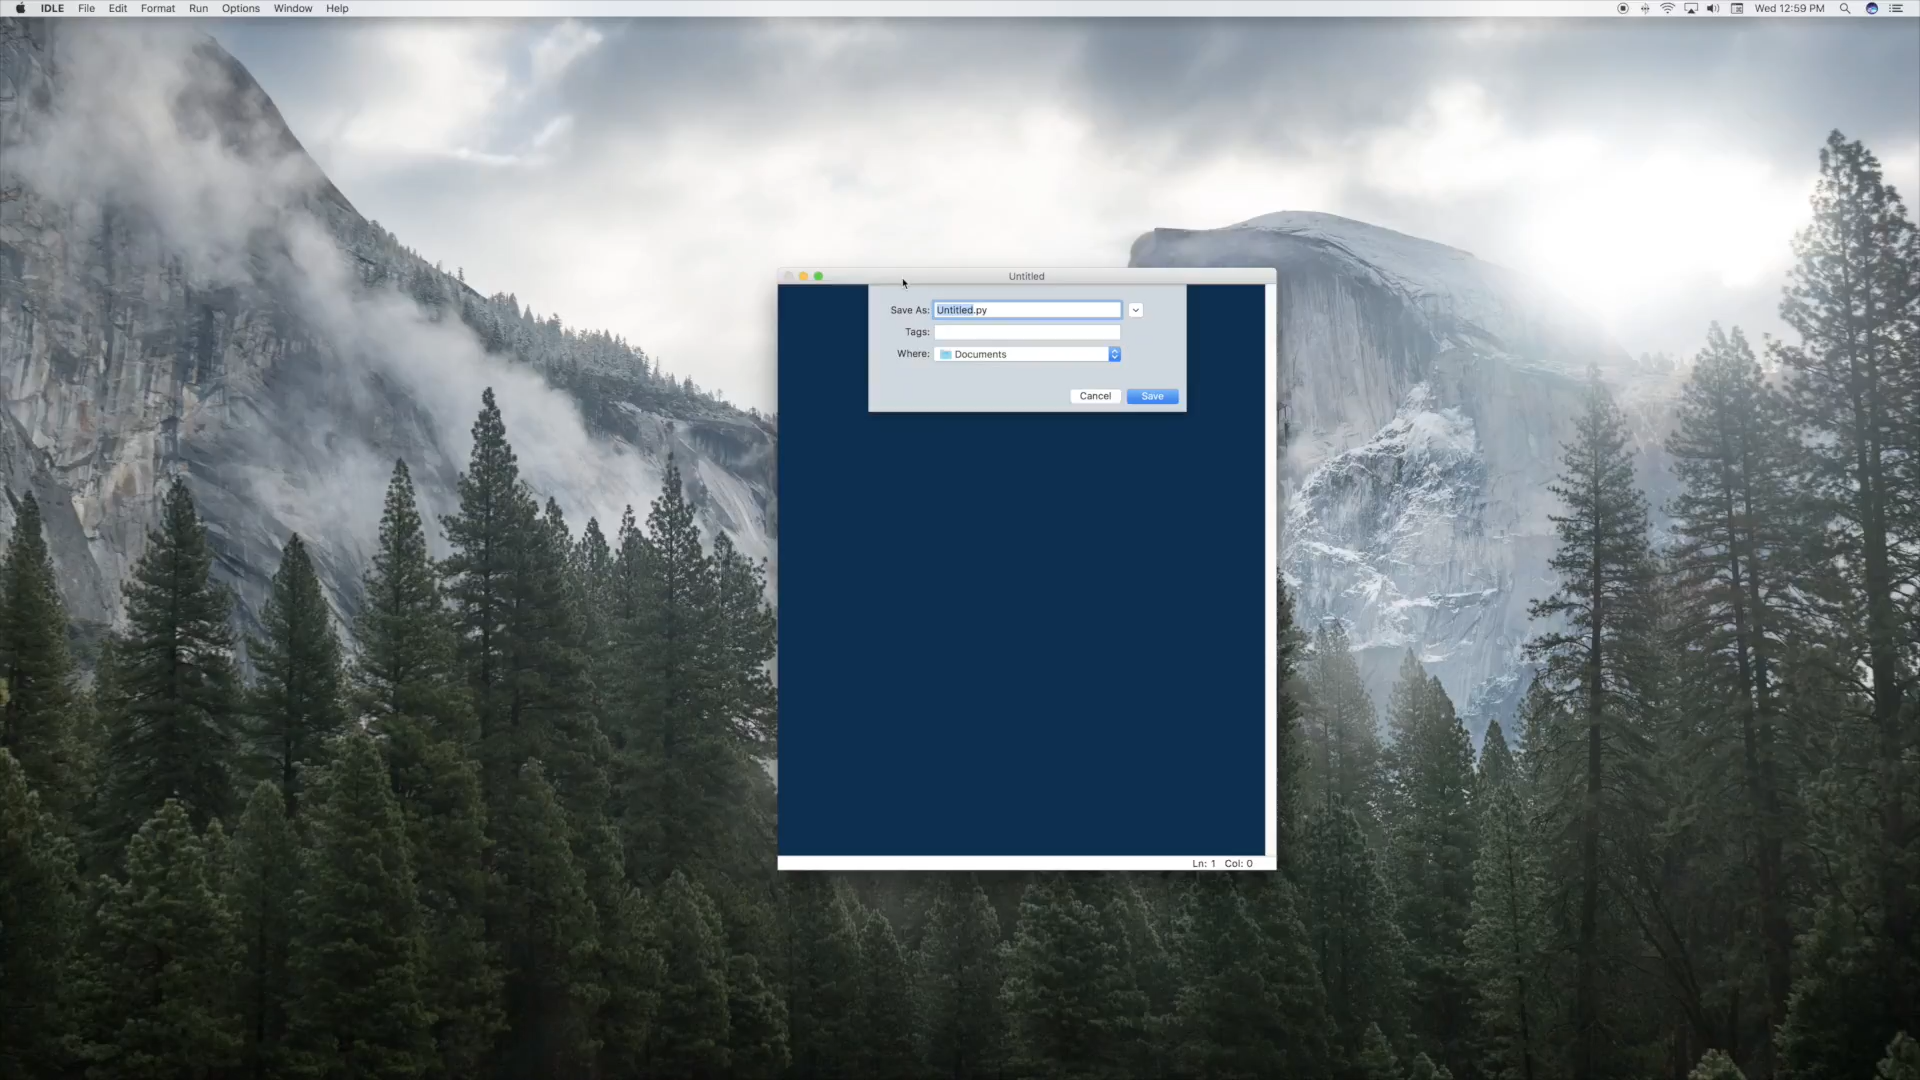 IDLE File Edit Format Run Options Window Help Wed 12:59 PM
Untitled
Save As: Untitled.py
Tags:
Where: Documents
Cancel Save
Ln: 1 Col: 0